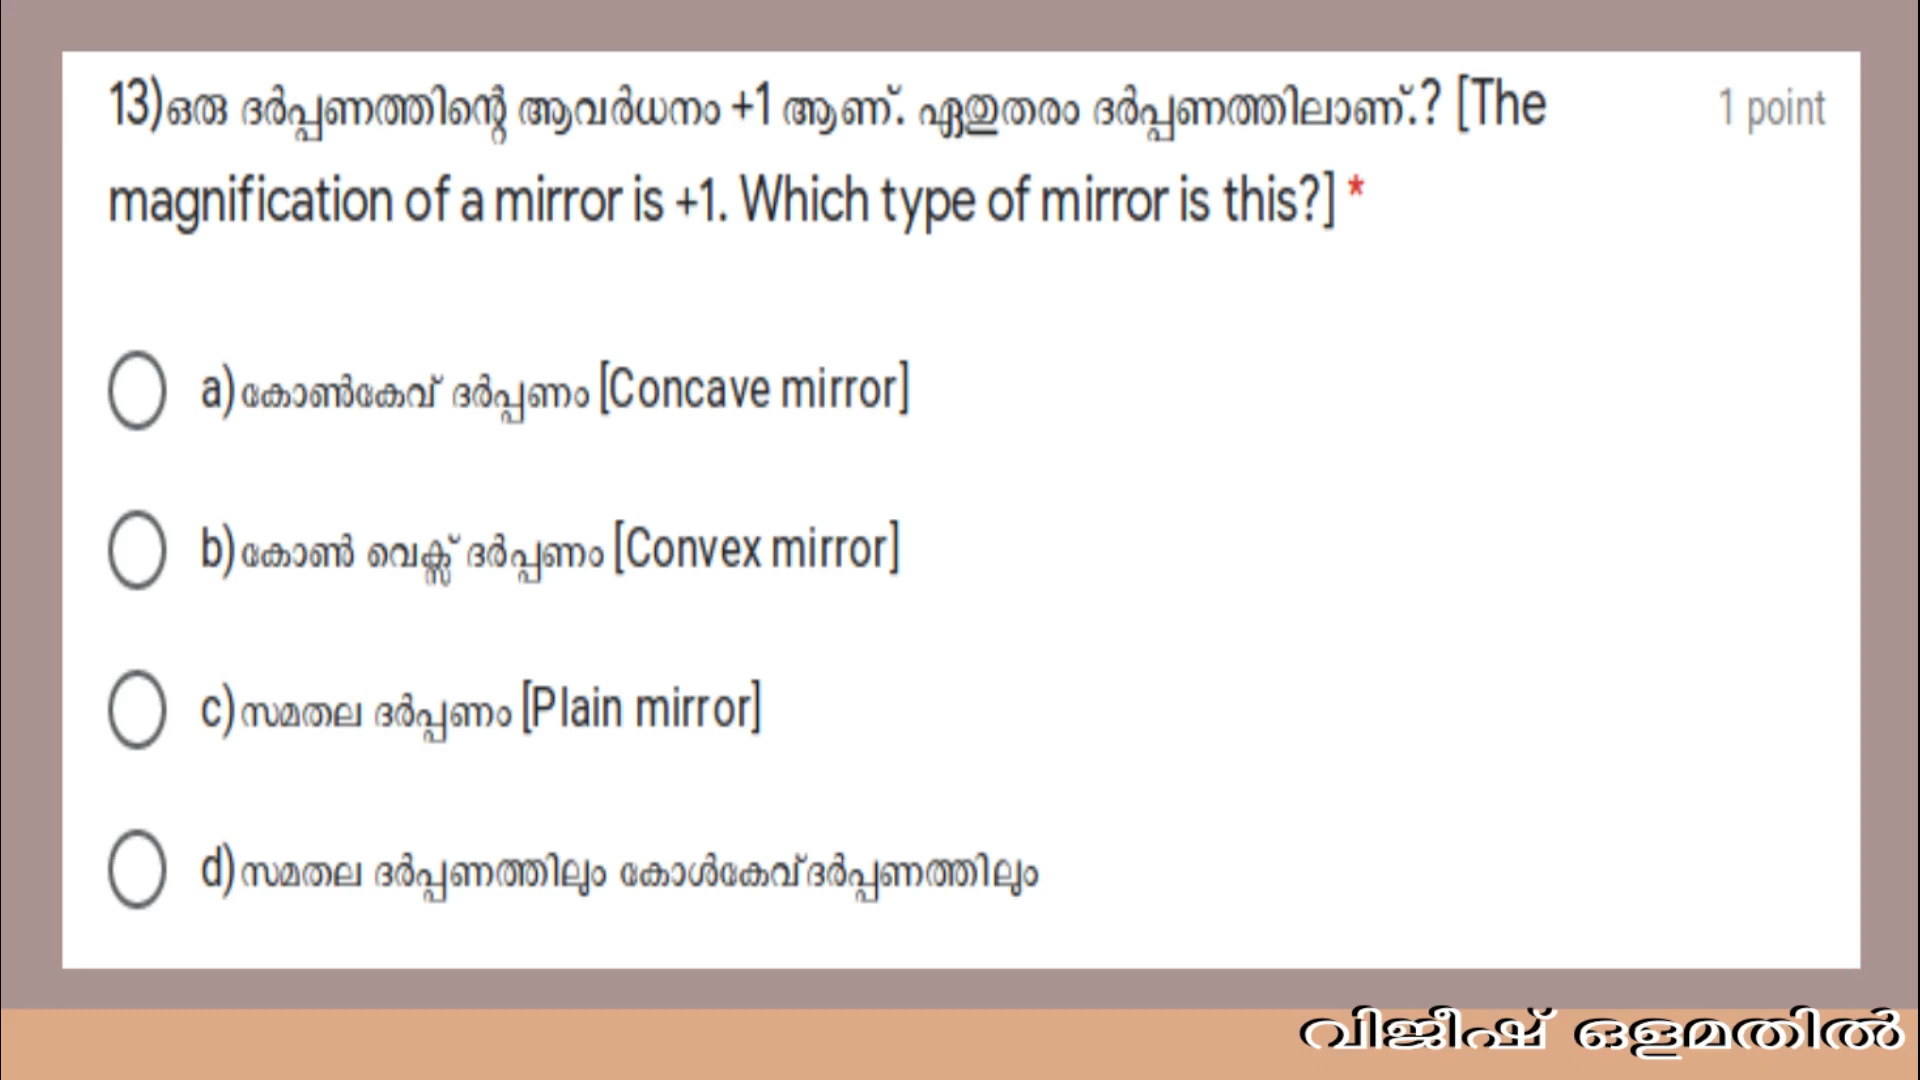 13)ഒരു ദർപ്പണത്തിന്റെ ആവർധനം +1 ആണ്. ഏതുതരം ദർപ്പണത്തിലാണ്.? [The
1 point
magnification of a mirror is +1. Which type of mirror is this?] *
a)കോൺകേവ് ദർപ്പണം [Concave mirror]
b)കോൺ വെക്സ് ദർപ്പണം [Convex mirror]
c)സമതല ദർപ്പണം [Plain mirror]
d)സമതല ദർപ്പണത്തിലും കോൾകേവ്ദർപ്പണത്തിലും
വിജീഷ് ഒളമതിൽ